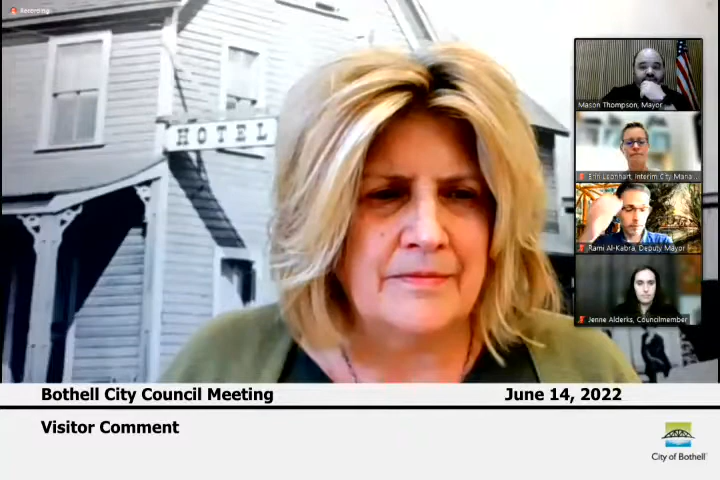 Recording
HOTEL
Mason Thompson, Mayor
Erin Leonhart, Interim City Mana...
Rami Al-Kabra, Deputy Mayor
Jenne Alderks, Councilmember
Bothell City Council Meeting
June 14, 2022
Visitor Comment
City of Bothell